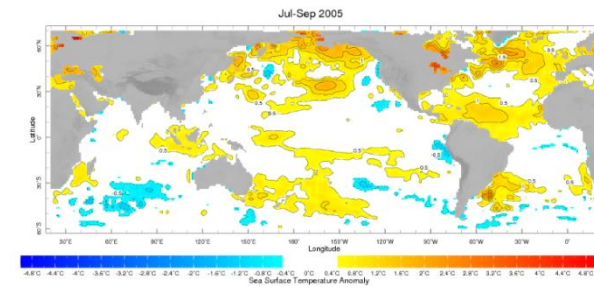 Jul-Sep 2005
60°N
30°N
0°
30°S
60°S
Latitude
30°E 60°E 90°E 120°E 150°E 180° 150°W 120°W 90°W 60°W 30°W 0°
Longitude
-4.8°C -4.4°C -4°C -3.6°C -3.2°C -2.8°C -2.4°C -2°C -1.6°C -1.2°C -0.8°C -0.4°C 0°C 0.4°C 0.8°C 1.2°C 1.6°C 2°C 2.4°C 2.8°C 3.2°C 3.6°C 4°C 4.4°C 4.8°C
Sea Surface Temperature Anomaly